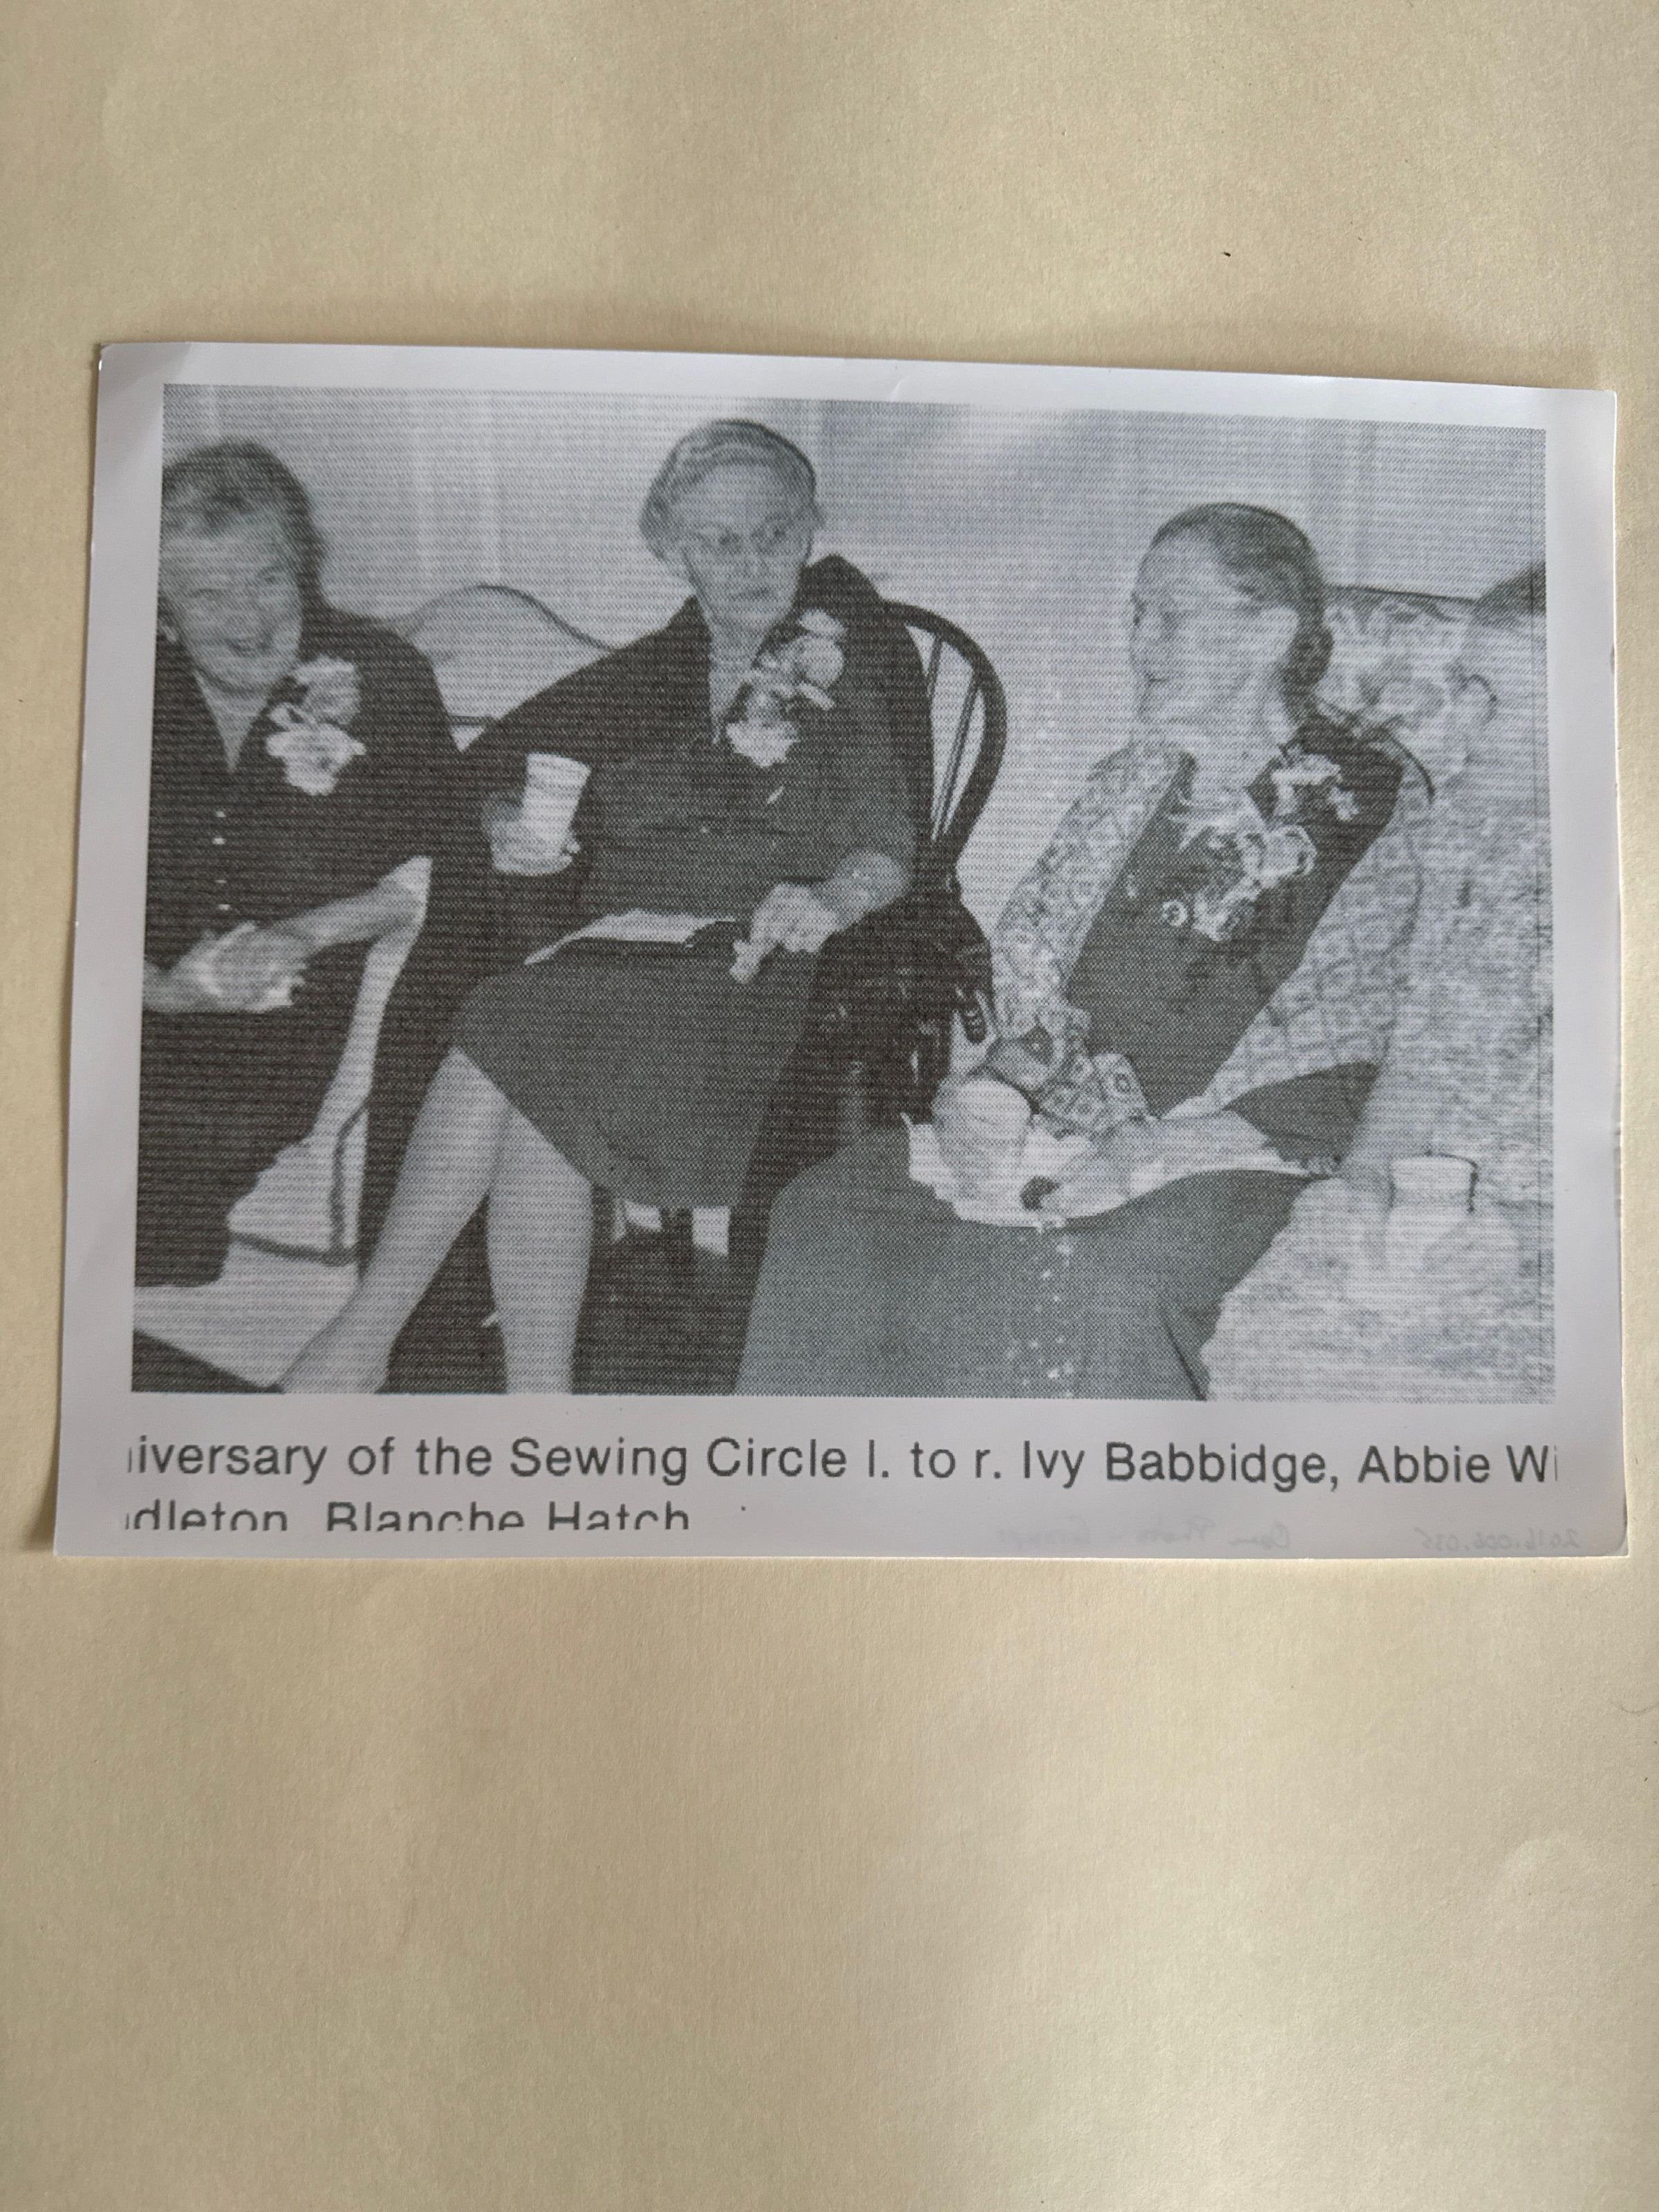 iversary of the Sewing Circle l. to r. Ivy Babbidge, Abbie Wi
dleton, Blanche Hatch